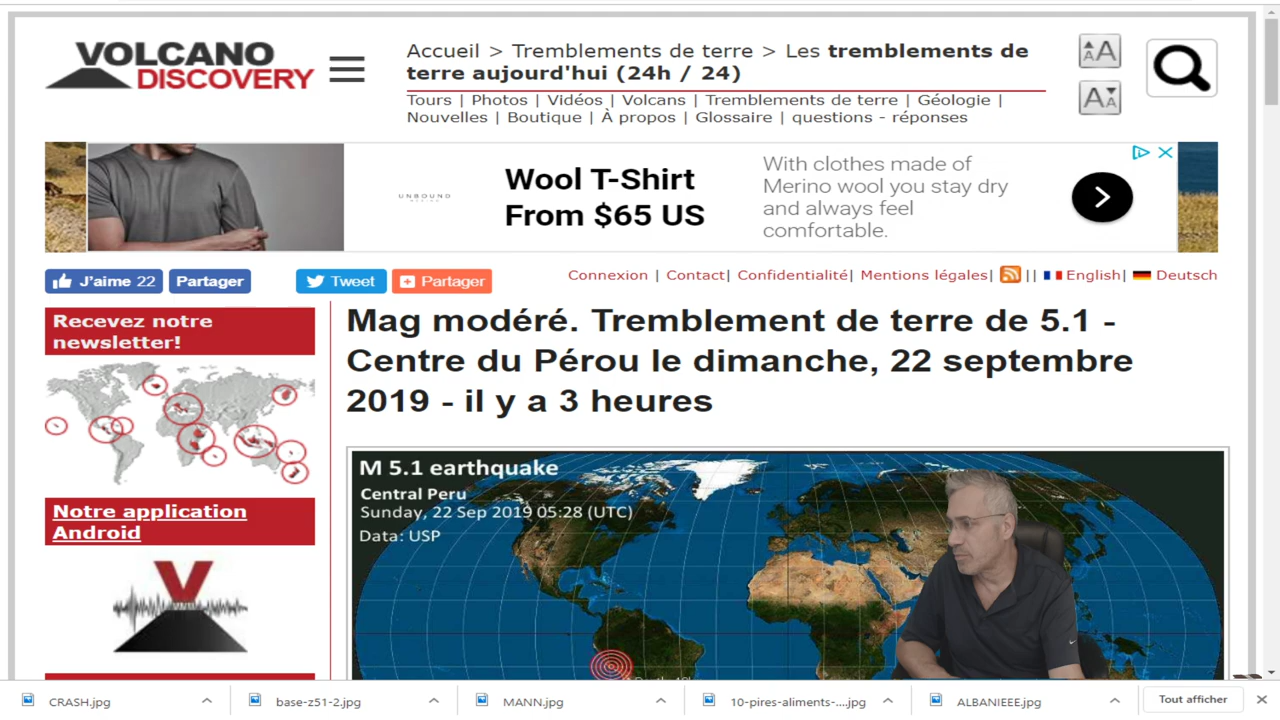 VOLCANO
DISCOVERY
Accueil > Tremblements de terre > Les tremblements de
terre aujourd'hui (24h / 24)
Tours | Photos | Vidéos | Volcans | Tremblements de terre | Géologie |
Nouvelles | Boutique | À propos | Glossaire | questions - réponses
AA
AA
Wool T-Shirt
From $65 US
UNBOUND
With clothes made of
Merino wool you stay dry
and always feel
comfortable.
J'aime 22
Partager
Tweet
Partager
Connexion | Contact| Confidentialité| Mentions légales| || English| Deutsch
Recevez notre
newsletter!
Mag modéré. Tremblement de terre de 5.1 -
Centre du Pérou le dimanche, 22 septembre
2019 - il y a 3 heures
Notre application
Android
M 5.1 earthquake
Central Peru
Sunday, 22 Sep 2019 05:28 (UTC)
Data: USP
CRASH.jpg
base-z51-2.jpg
MANN.jpg
10-pires-aliments-....jpg
ALBANIEEE.jpg
Tout afficher